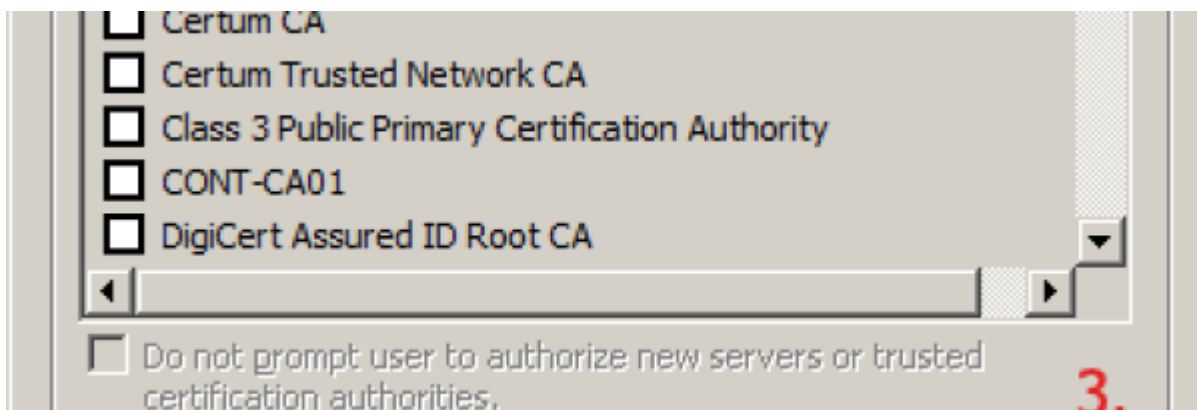 Certum CA
Certum Trusted Network CA
Class 3 Public Primary Certification Authority
CONT-CA01
DigiCert Assured ID Root CA
Do not prompt user to authorize new servers or trusted
certification authorities.
3.